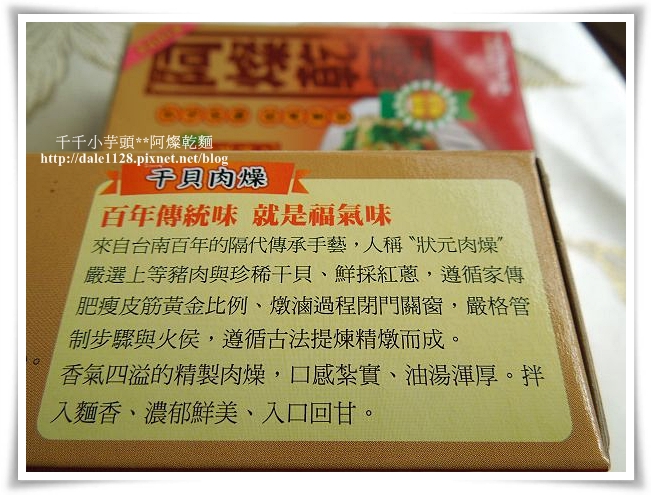 阿燦乾麵
千千小芋頭**阿燦乾麵
http://dale1128.pixnet.net/blog
干貝肉燥
百年傳統味 就是福氣味
來自台南百年的隔代傳承手藝，人稱〝狀元肉燥〞
嚴選上等豬肉與珍稀干貝、鮮採紅蔥，遵循家傳
肥瘦皮筋黃金比例、燉滷過程閉門關窗，嚴格管
制步驟與火侯，遵循古法提煉精燉而成。
香氣四溢的精製肉燥，口感紮實、油湯渾厚。拌
入麵香、濃郁鮮美、入口回甘。